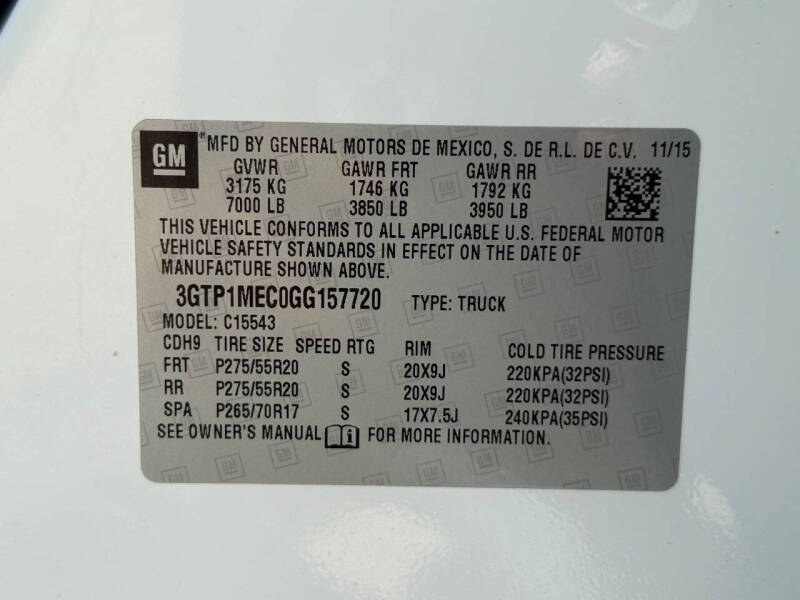 GM ®MFD BY GENERAL MOTORS DE MEXICO, S. DE R.L. DE C.V. 11/15
GVWR GAWR FRT GAWR RR
3175 KG 1746 KG 1792 KG
7000 LB 3850 LB 3950 LB
THIS VEHICLE CONFORMS TO ALL APPLICABLE U.S. FEDERAL MOTOR
VEHICLE SAFETY STANDARDS IN EFFECT ON THE DATE OF
MANUFACTURE SHOWN ABOVE.
3GTP1MEC0GG157720 TYPE: TRUCK
MODEL: C15543
CDH9 TIRE SIZE SPEED RTG RIM COLD TIRE PRESSURE
FRT P275/55R20 S 20X9J 220KPA(32PSI)
RR P275/55R20 S 20X9J 220KPA(32PSI)
SPA P265/70R17 S 17X7.5J 240KPA(35PSI)
SEE OWNER'S MANUAL i FOR MORE INFORMATION.